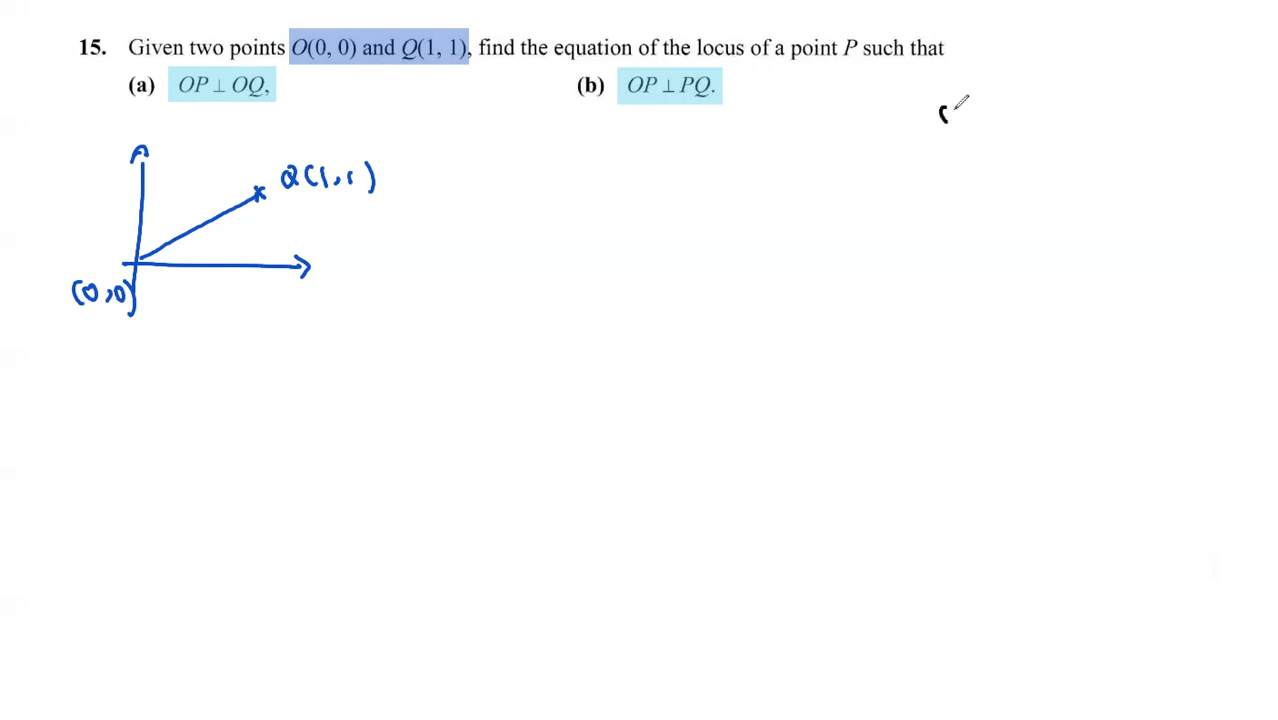 15. Given two points O(0, 0) and Q(1, 1), find the equation of the locus of a point P such that
(a) OP ⊥ OQ, (b) OP ⊥ PQ.
Q(1,1)
(0,0)